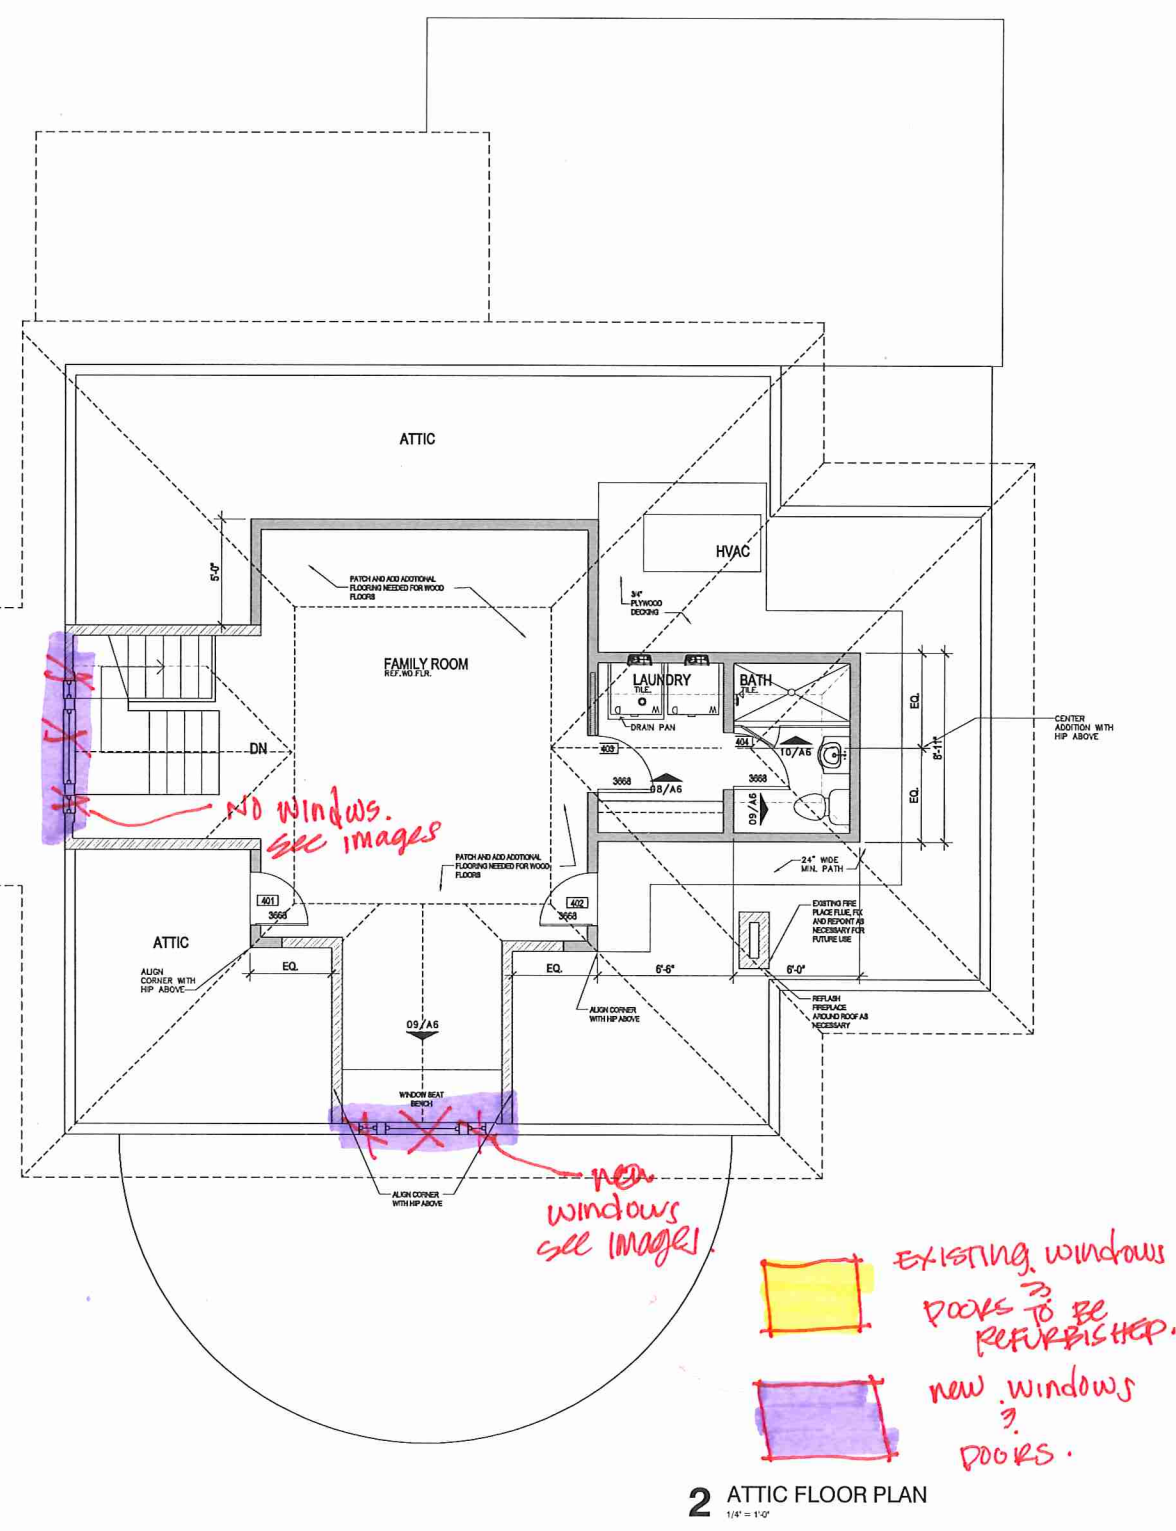 ATTIC
5'-0"
HVAC
PATCH AND ADD ADDITIONAL
FLOORING NEEDED FOR WOOD
FLOORS
3/4"
PLYWOOD
DECKING
FAMILY ROOM
REF. WD. FLR.
LAUNDRY
TILE
BATH
TILE
W
D
W
D
DRAIN PAN
EQ.
CENTER
ADDITION WITH
HIP ABOVE
DN
403
404
10/A6
8'-11"
3668
08/A6
3668
09/A6
EQ.
No windows.
see images
PATCH AND ADD ADDITIONAL
FLOORING NEEDED FOR WOOD
FLOORS
24" WIDE
MIN. PATH
401
3668
402
3668
EXISTING FIRE
PLACE FLUE, FIX
AND REPOINT AS
NECESSARY FOR
FUTURE USE
ATTIC
ALIGN
CORNER WITH
HIP ABOVE
EQ.
EQ.
6'-6"
6'-0"
REFLASH
FIREPLACE
AROUND ROOF AS
NECESSARY
ALIGN CORNER
WITH HIP ABOVE
09/A6
WINDOW SEAT
BENCH
ALIGN CORNER
WITH HIP ABOVE
new
windows
see images.
EXISTING windows
&
DOORS TO BE
REFURBISHED.
new windows
&
DOORS.
2 ATTIC FLOOR PLAN
1/4" = 1'-0"